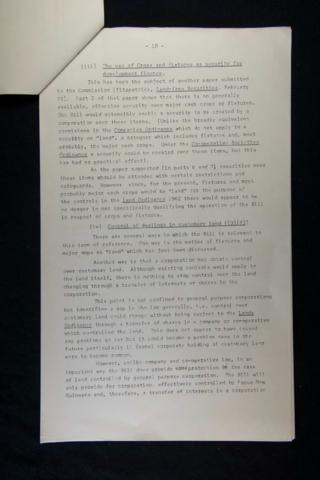 - 18 -
(iii) The use of Crops and fixtures as security for
development finance.
This has been the subject of another paper submitted
to the Commission (Fitzpatrick, Land-Free Securities, February
75). Part 2 of that paper shows that there is no generally
available, effective security over major cash crops or fixtures.
The Bill would ostensibly enable a security to be created by a
corporation over these items. (Unlike the broadly equivalent
provisions in the Companies Ordinance which do not apply to a
security on "land", a category which includes fixtures and, most
probably, the major cash crops. Under the Co-operative Societies
Ordinance a security could be created over these items, but this
has had no practical effect).
As the paper suggested (in parts 6 and 7) securities over
these items should be attended with certain restrictions and
safeguards. However, since, for the present, fixtures and most
probably major cash crops would be "land" for the purpose of
the controls in the Land Ordinance 1962 there would appear to be
no danger in not specifically qualifying the operation of the Bill
in respect of crops and fixtures.
(iv) Control of dealings in customary land
There are several ways in which the Bill is relevant to
this term of reference. One way is the matter of fixtures and
major crops as "land" which has just been discussed.
Another way is that a corporation may obtain control
over customary land. Although existing controls would apply to
the land itself, there is nothing to stop control over the land
changing through a transfer of interests or shares in the
corporation.
This point is not confined to general purpose corporations
but identifies a gap in the law generally, i.e. control over
customary land could change without being subject to the Lands
Ordinance through a transfer of shares in a company or co-operative
which controlled the land. This does not appear to have caused
any problems so far but it could become a problem area in the
future particularly if formal corporate holding of customary land
were to become common.
However, unlike company and co-operative law, in an
important way the Bill does provide some protection in the case
of land controlled by general purpose corporation. The Bill will
only provide for corporations effectively controlled by Papua New
Guineans and, therefore, a transfer of interests in a corporation